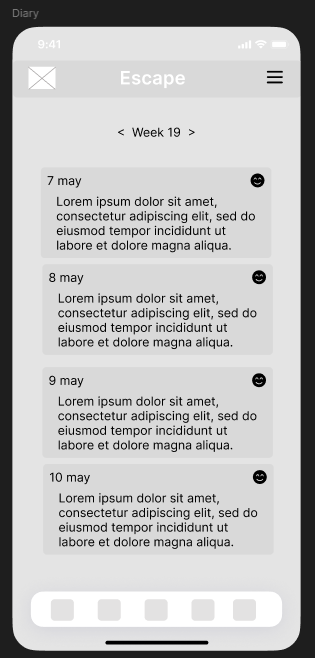 Diary
9:41
Escape
< Week 19 >
7 may
Lorem ipsum dolor sit amet,
consectetur adipiscing elit, sed do
eiusmod tempor incididunt ut
labore et dolore magna aliqua.
8 may
Lorem ipsum dolor sit amet,
consectetur adipiscing elit, sed do
eiusmod tempor incididunt ut
labore et dolore magna aliqua.
9 may
Lorem ipsum dolor sit amet,
consectetur adipiscing elit, sed do
eiusmod tempor incididunt ut
labore et dolore magna aliqua.
10 may
Lorem ipsum dolor sit amet,
consectetur adipiscing elit, sed do
eiusmod tempor incididunt ut
labore et dolore magna aliqua.